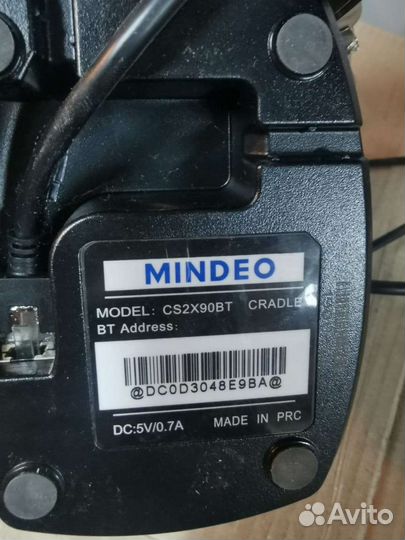 MINDEO
MODEL: CS2X90BT CRADLE
BT Address:
@DC0D3048E9BA@
DC:5V/0.7A MADE IN PRC
Avito